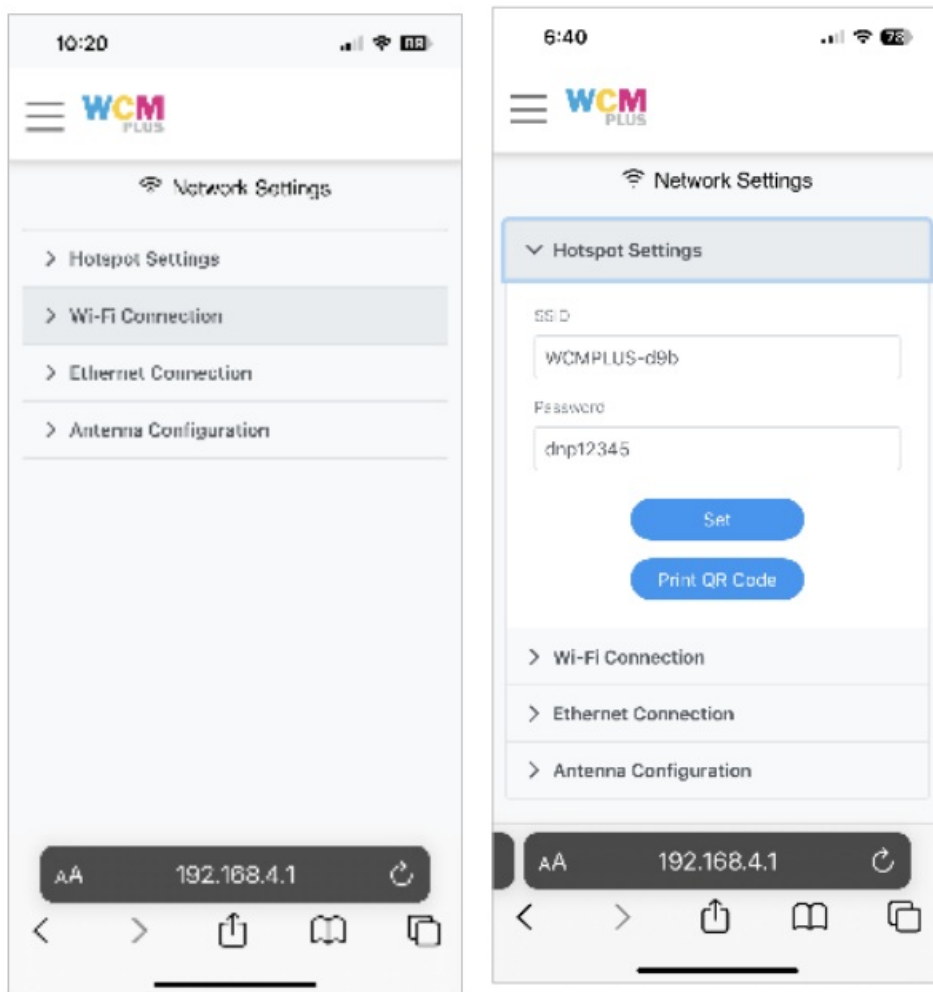 10:20
WCM
PLUS
Network Settings
Hotspot Settings
Wi-Fi Connection
Ethernet Connection
Antenna Configuration
AA 192.168.4.1
6:40
78
WCM
PLUS
Network Settings
Hotspot Settings
SSID
WCMPLUS-d9b
Password
dnp12345
Set
Print QR Code
Wi-Fi Connection
Ethernet Connection
Antenna Configuration
AA 192.168.4.1